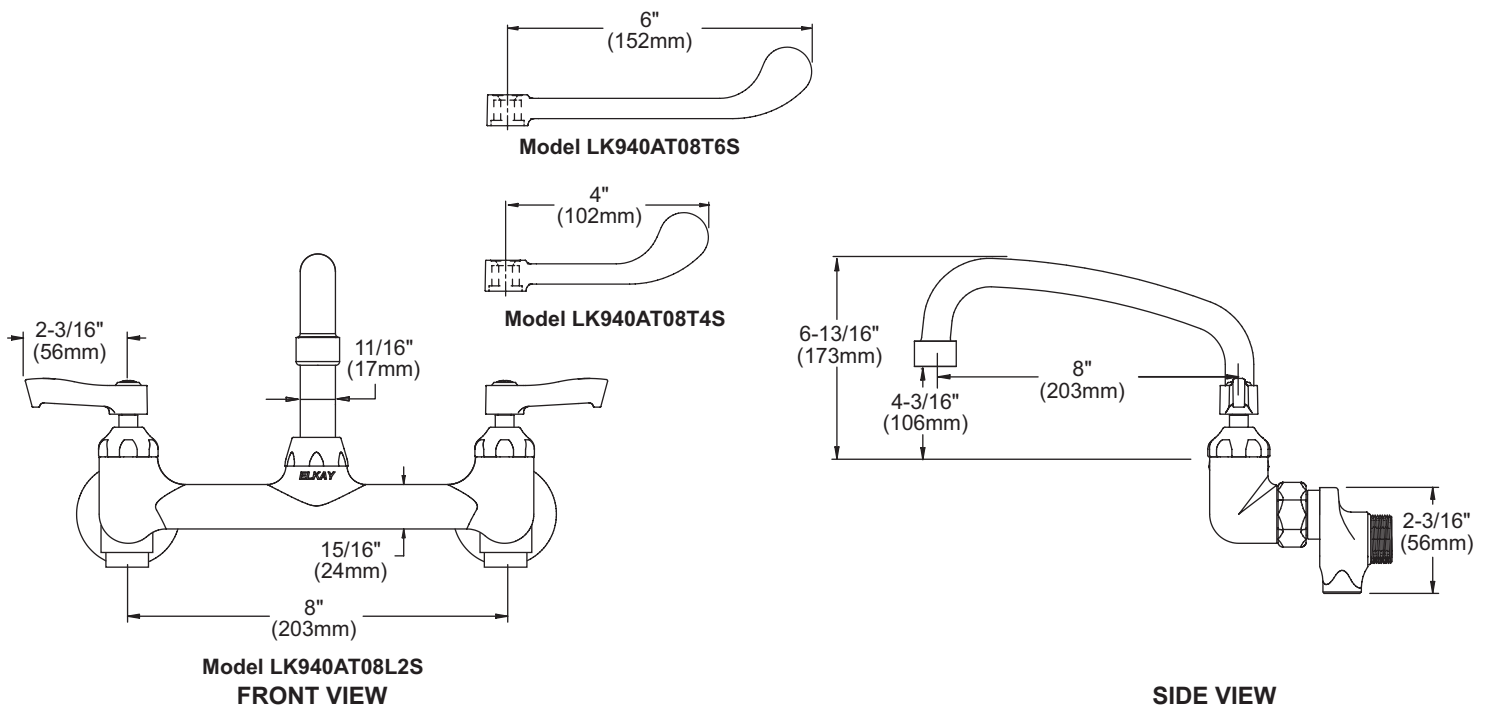 6"
(152mm)
Model LK940AT08T6S
4"
(102mm)
Model LK940AT08T4S
2-3/16"
(56mm)
11/16"
(17mm)
ELKAY
15/16"
(24mm)
8"
(203mm)
Model LK940AT08L2S
FRONT VIEW
6-13/16"
(173mm)
8"
(203mm)
4-3/16"
(106mm)
2-3/16"
(56mm)
SIDE VIEW